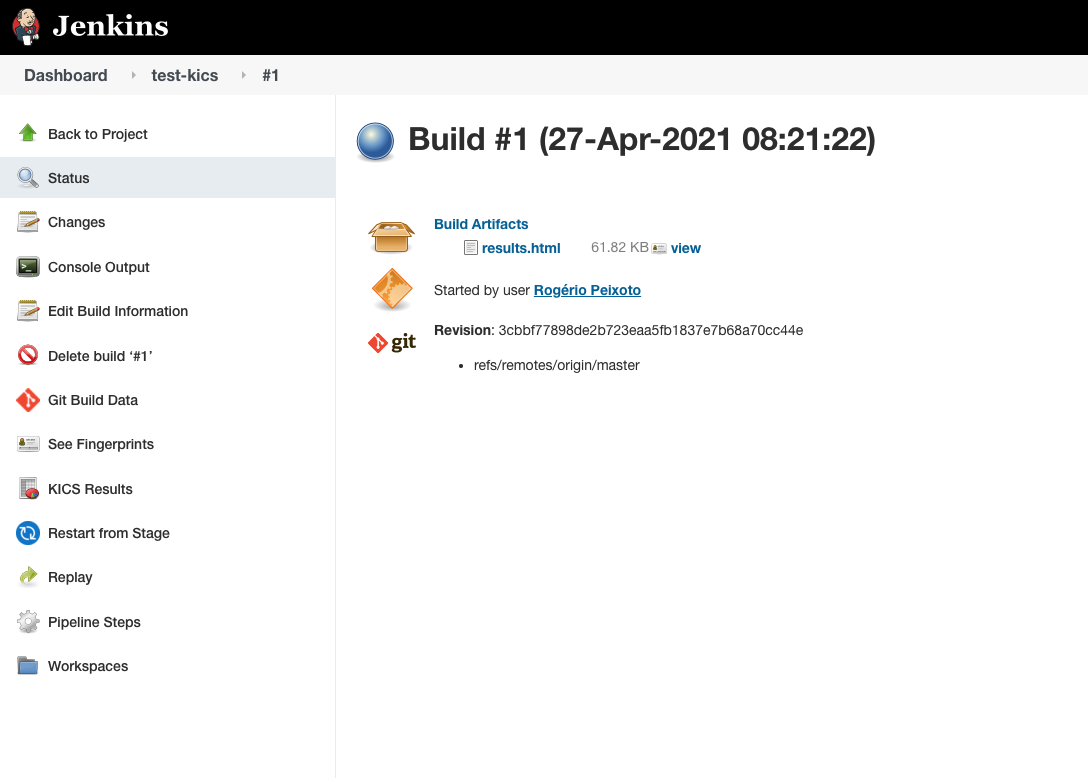 Jenkins
Dashboard test-kics #1
Back to Project
Status
Changes
Console Output
Edit Build Information
Delete build ‘#1’
Git Build Data
See Fingerprints
KICS Results
Restart from Stage
Replay
Pipeline Steps
Workspaces
Build #1 (27-Apr-2021 08:21:22)
Build Artifacts
results.html 61.82 KB view
Started by user Rogério Peixoto
git
Revision: 3cbbf77898de2b723eaa5fb1837e7b68a70cc44e
• refs/remotes/origin/master